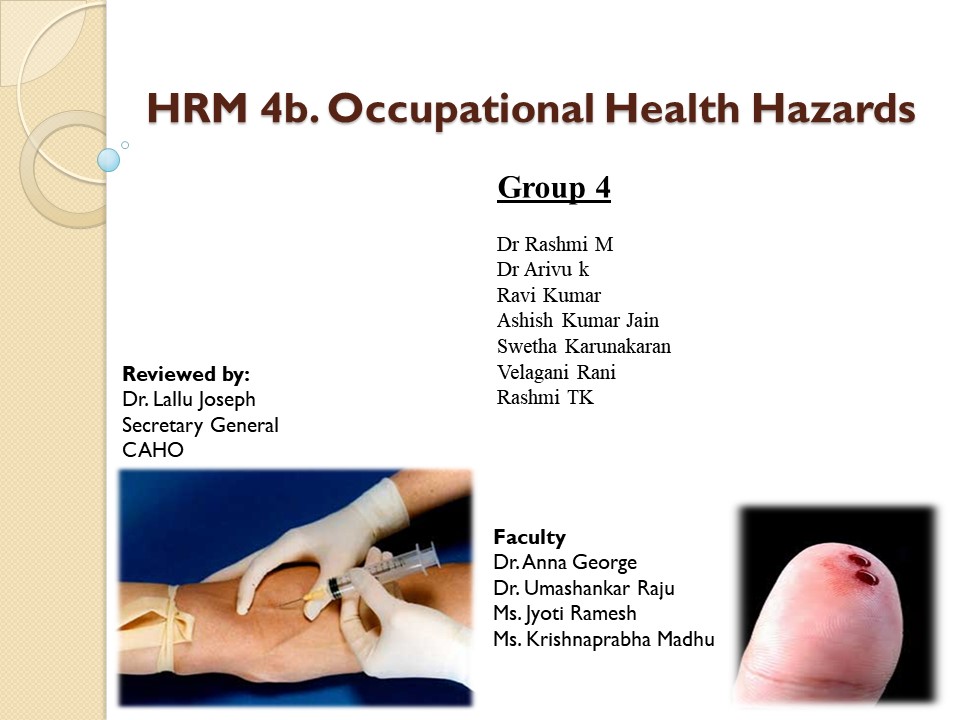 HRM 4b. Occupational Health Hazards
Group 4
Dr Rashmi M
Dr Arivu k
Ravi Kumar
Ashish Kumar Jain
Swetha Karunakaran
Velagani Rani
Rashmi TK
Reviewed by:
Dr. Lallu Joseph
Secretary General
CAHO
Faculty
Dr. Anna George
Dr. Umashankar Raju
Ms. Jyoti Ramesh
Ms. Krishnaprabha Madhu